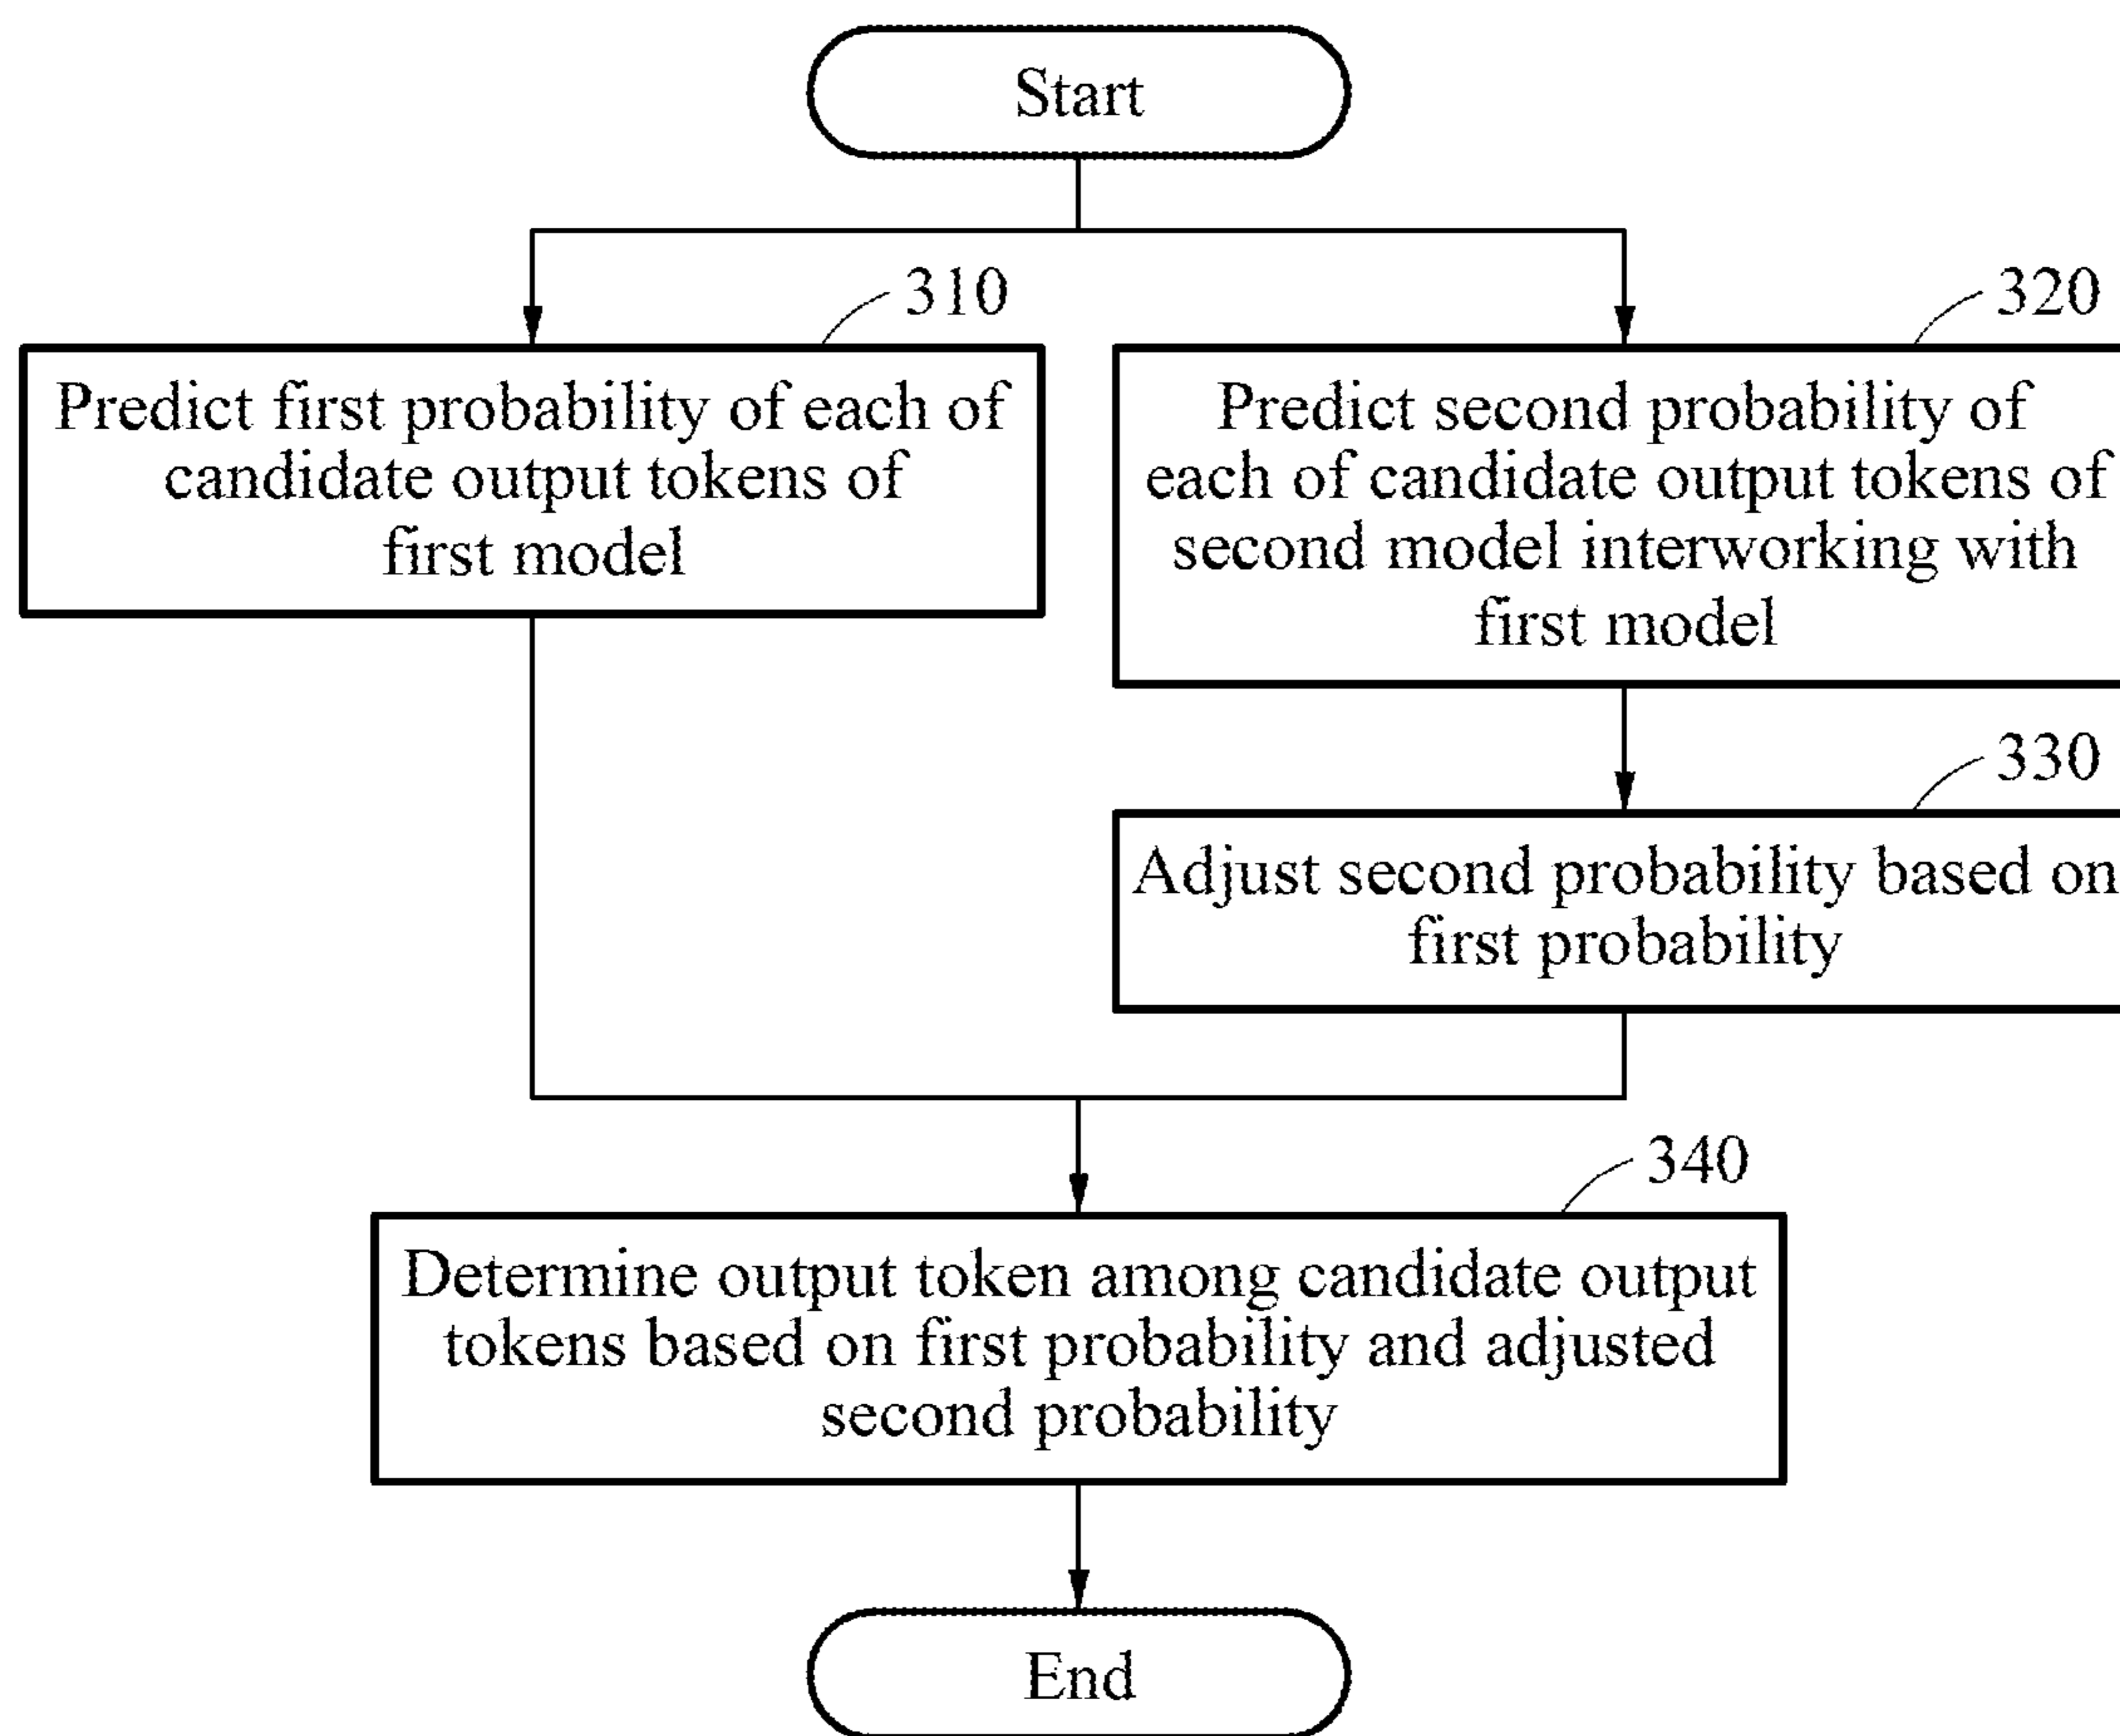 Start
310
Predict first probability of each of
candidate output tokens of
first model
320
Predict second probability of
each of candidate output tokens of
second model interworking with
first model
330
Adjust second probability based on
first probability
340
Determine output token among candidate output
tokens based on first probability and adjusted
second probability
End